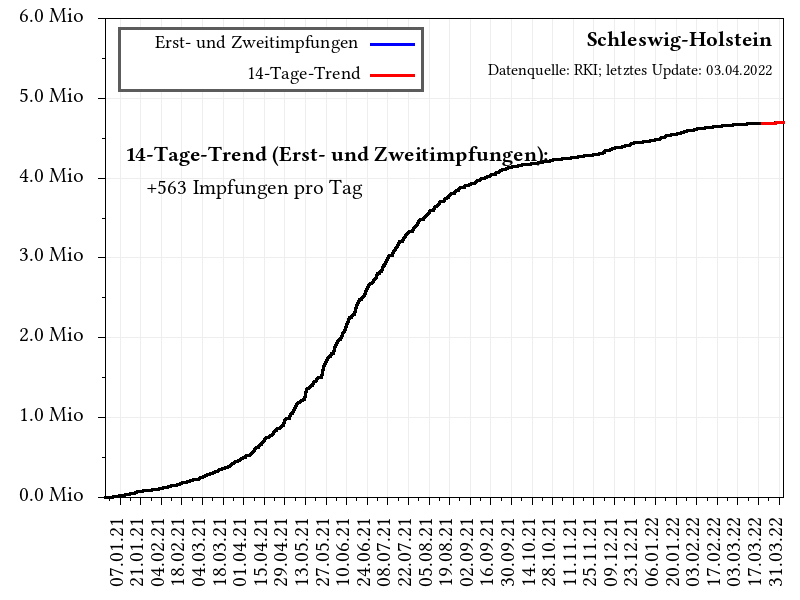 6.0 Mio
5.0 Mio
4.0 Mio
3.0 Mio
2.0 Mio
1.0 Mio
0.0 Mio
Erst- und Zweitimpfungen
14-Tage-Trend
Schleswig-Holstein
Datenquelle: RKI; letztes Update: 03.04.2022
14-Tage-Trend (Erst- und Zweitimpfungen):
+563 Impfungen pro Tag
07.01.21
21.01.21
04.02.21
18.02.21
04.03.21
18.03.21
01.04.21
15.04.21
29.04.21
13.05.21
27.05.21
10.06.21
24.06.21
08.07.21
22.07.21
05.08.21
19.08.21
02.09.21
16.09.21
30.09.21
14.10.21
28.10.21
11.11.21
25.11.21
09.12.21
23.12.21
06.01.22
20.01.22
03.02.22
17.02.22
03.03.22
17.03.22
31.03.22